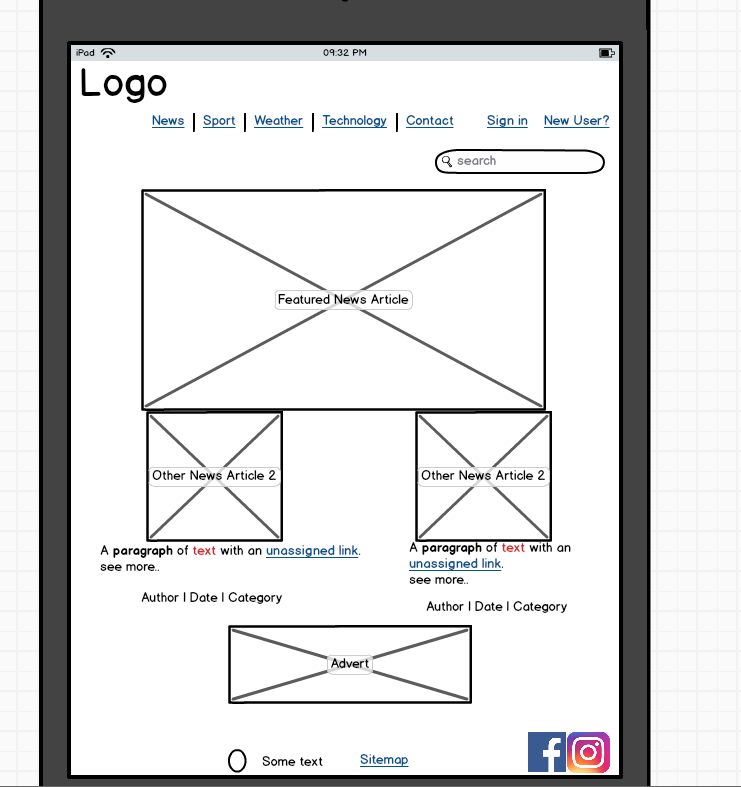 iPad 09:32 PM
Logo
News | Sport | Weather | Technology | Contact Sign in New User?
search
Featured News Article
Other News Article 2
Other News Article 2
A paragraph of text with an unassigned link.
see more..
Author | Date | Category
A paragraph of text with an
unassigned link.
see more..
Author | Date | Category
Advert
Some text Sitemap